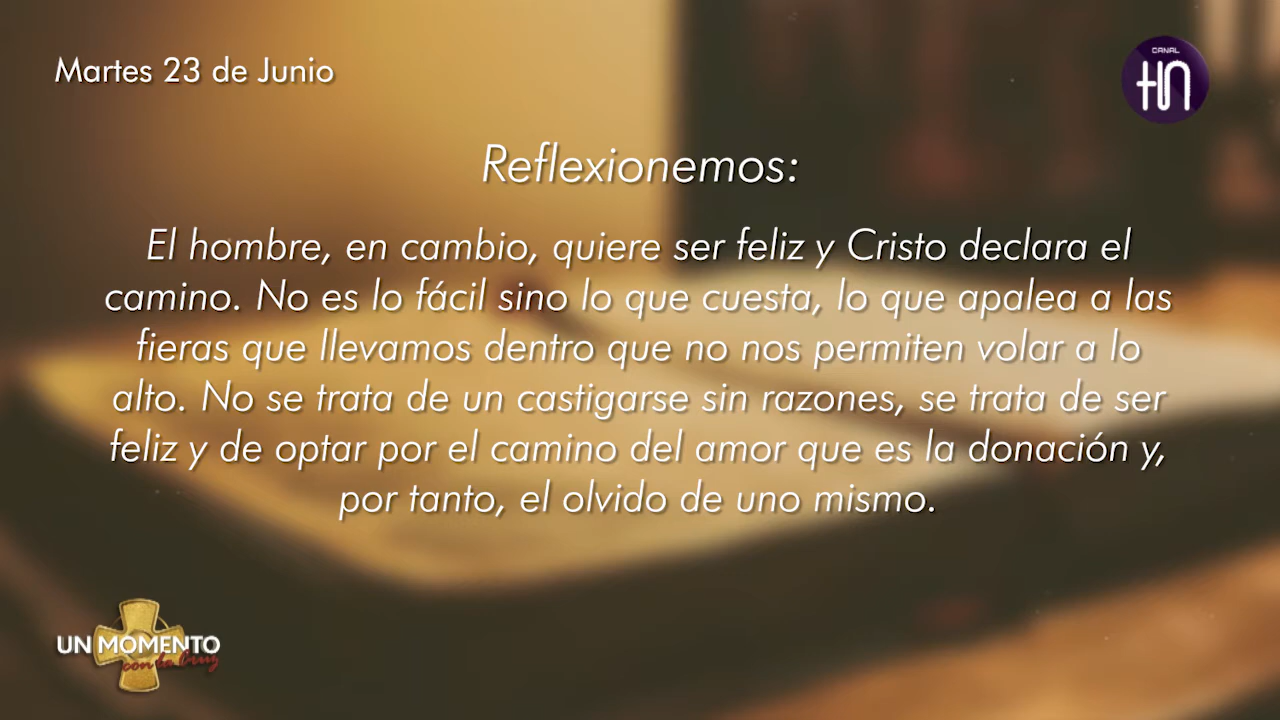 Martes 23 de Junio
CANAL
HN
Reflexionemos:
El hombre, en cambio, quiere ser feliz y Cristo declara el
camino. No es lo fácil sino lo que cuesta, lo que apalea a las
fieras que llevamos dentro que no nos permiten volar a lo
alto. No se trata de un castigarse sin razones, se trata de ser
feliz y de optar por el camino del amor que es la donación y,
por tanto, el olvido de uno mismo.
UN MOMENTO
con la Cruz